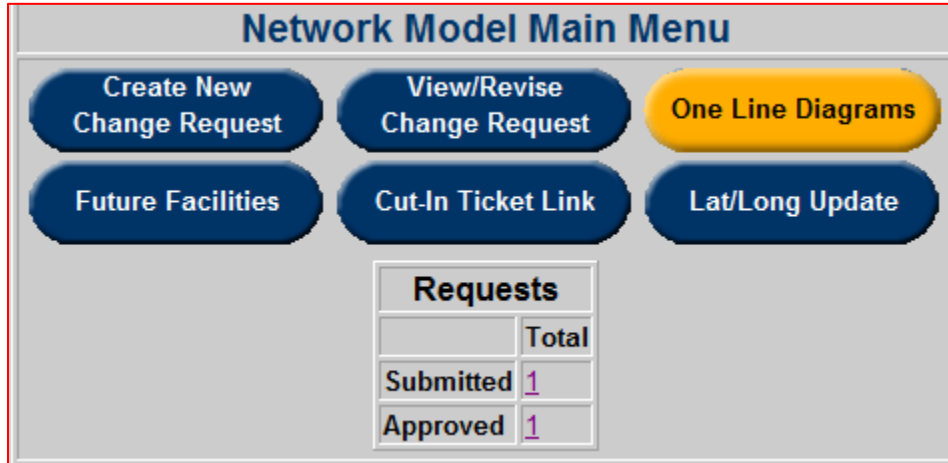 Network Model Main Menu
Create New
Change Request
View/Revise
Change Request
One Line Diagrams
Future Facilities
Cut-In Ticket Link
Lat/Long Update
Requests
Total
Submitted 1
Approved 1